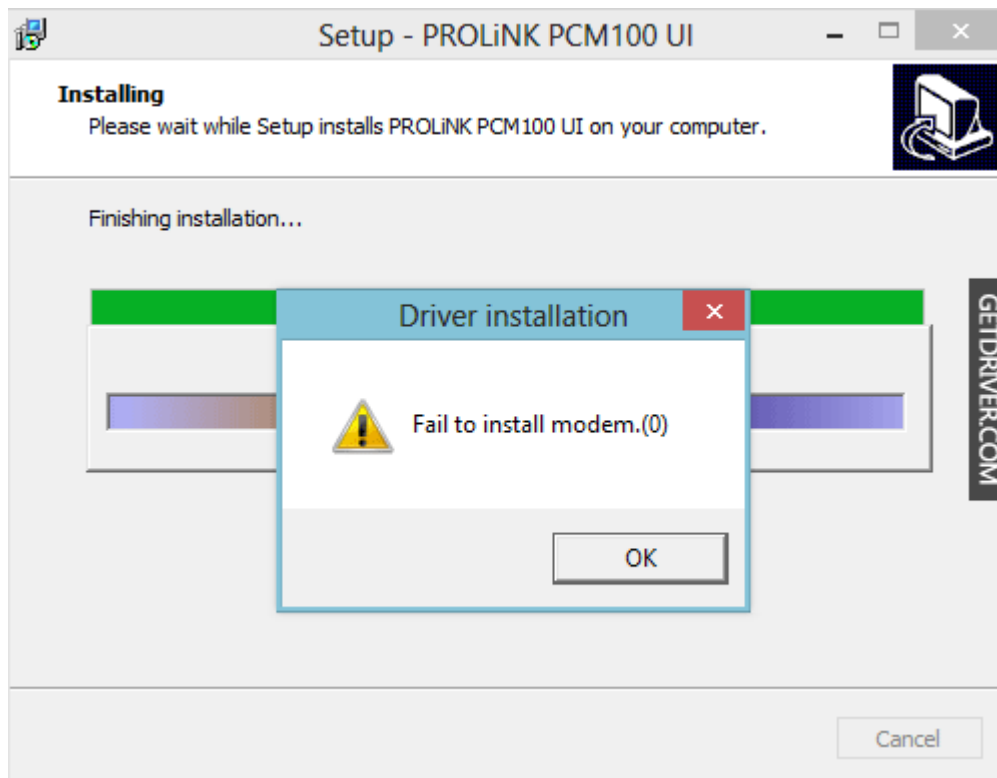 Setup - PROLiNK PCM100 UI
Installing
Please wait while Setup installs PROLiNK PCM100 UI on your computer.
Finishing installation...
Driver installation
Fail to install modem.(0)
OK
Cancel
GETDRIVER.COM